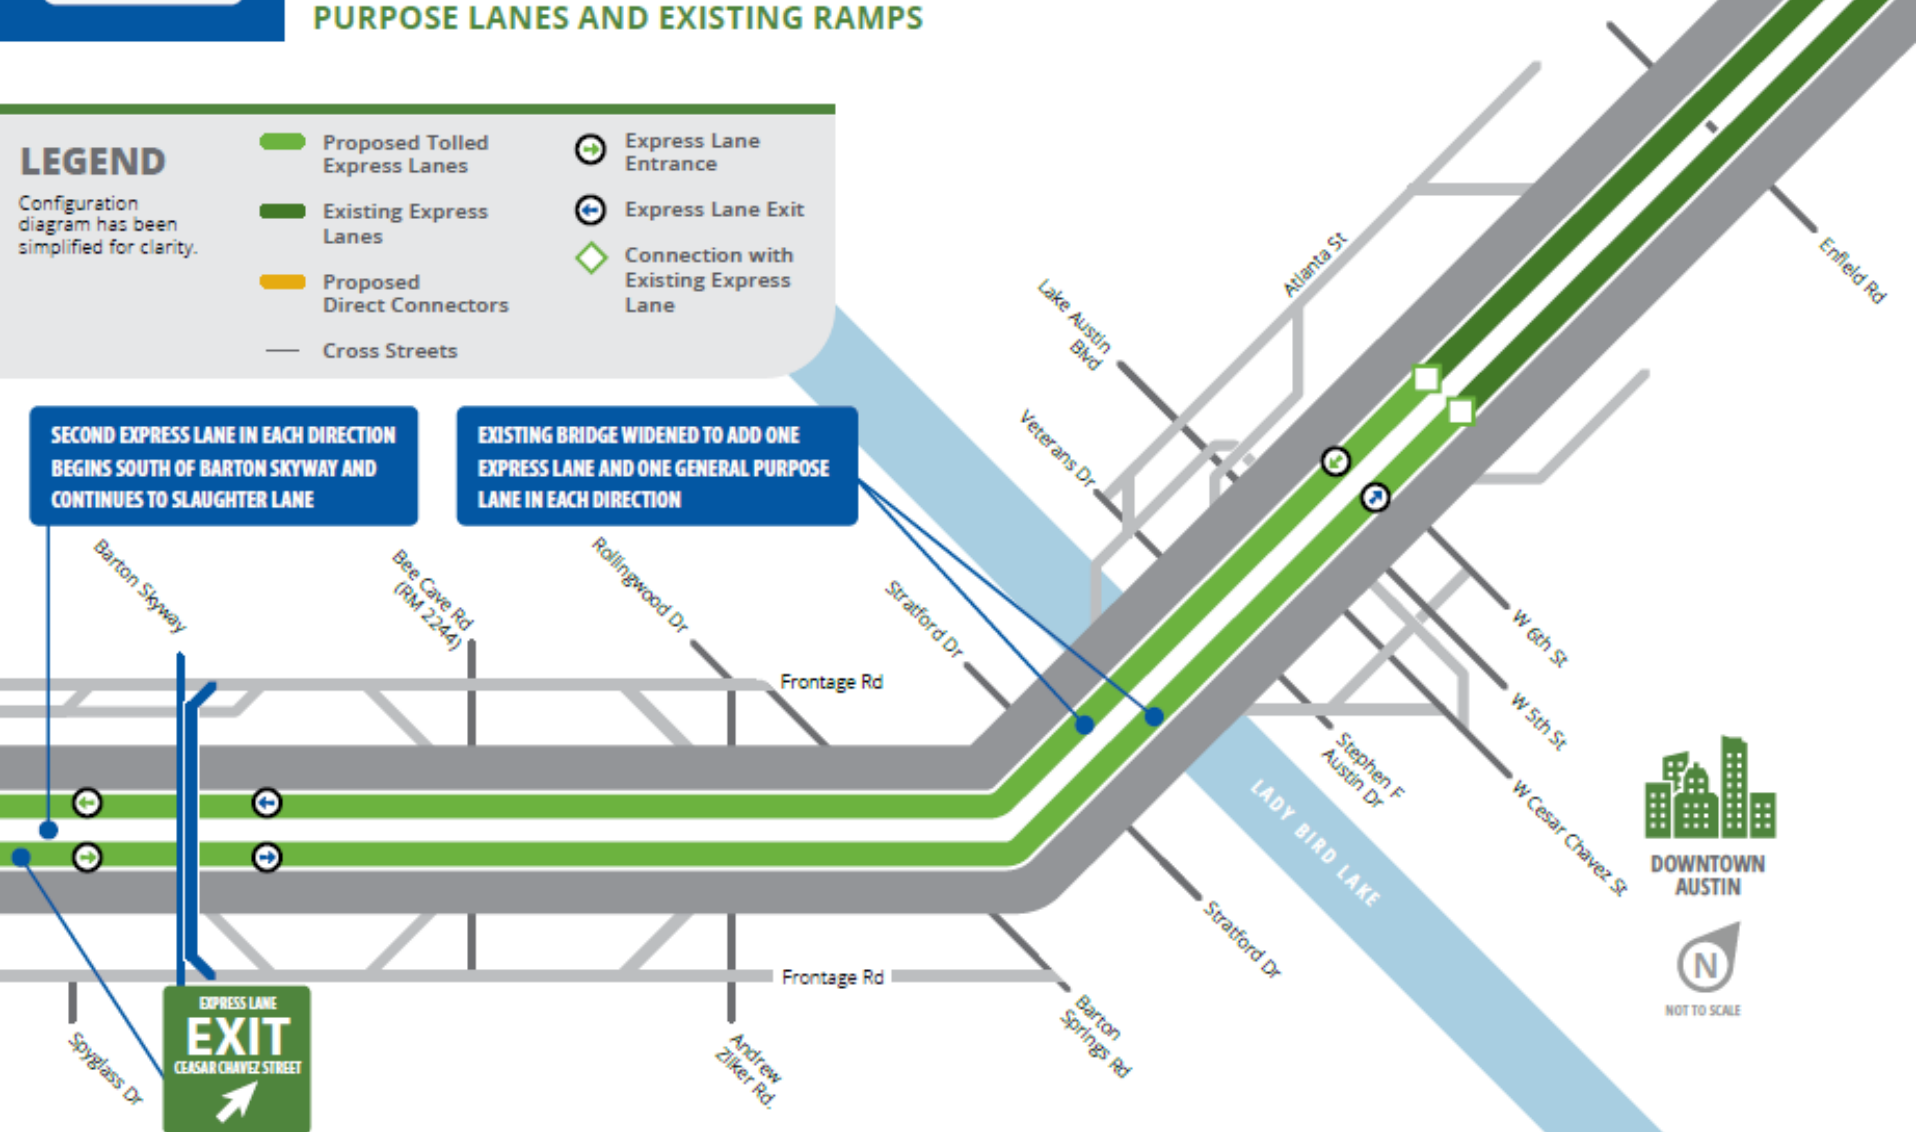 PURPOSE LANES AND EXISTING RAMPS
LEGEND
Configuration
diagram has been
simplified for clarity.
Proposed Tolled
Express Lanes
Existing Express
Lanes
Proposed
Direct Connectors
Cross Streets
Express Lane
Entrance
Express Lane Exit
Connection with
Existing Express
Lane
SECOND EXPRESS LANE IN EACH DIRECTION
BEGINS SOUTH OF BARTON SKYWAY AND
CONTINUES TO SLAUGHTER LANE
EXISTING BRIDGE WIDENED TO ADD ONE
EXPRESS LANE AND ONE GENERAL PURPOSE
LANE IN EACH DIRECTION
Atlanta St
Enfield Rd
Lake Austin
Blvd
Veterans Dr
Barton Skyway
Bee Cave Rd
(RM 2244)
Rollingwood Dr
Stratford Dr
Frontage Rd
W 6th St
W 5th St
W Cesar Chavez St
Stephen F
Austin Dr
LADY BIRD LAKE
DOWNTOWN
AUSTIN
N
NOT TO SCALE
Stratford Dr
Frontage Rd
Barton
Springs Rd
Andrew
Zilker Rd.
Spyglass Dr
EXPRESS LANE
EXIT
CEASAR CHAVEZ STREET